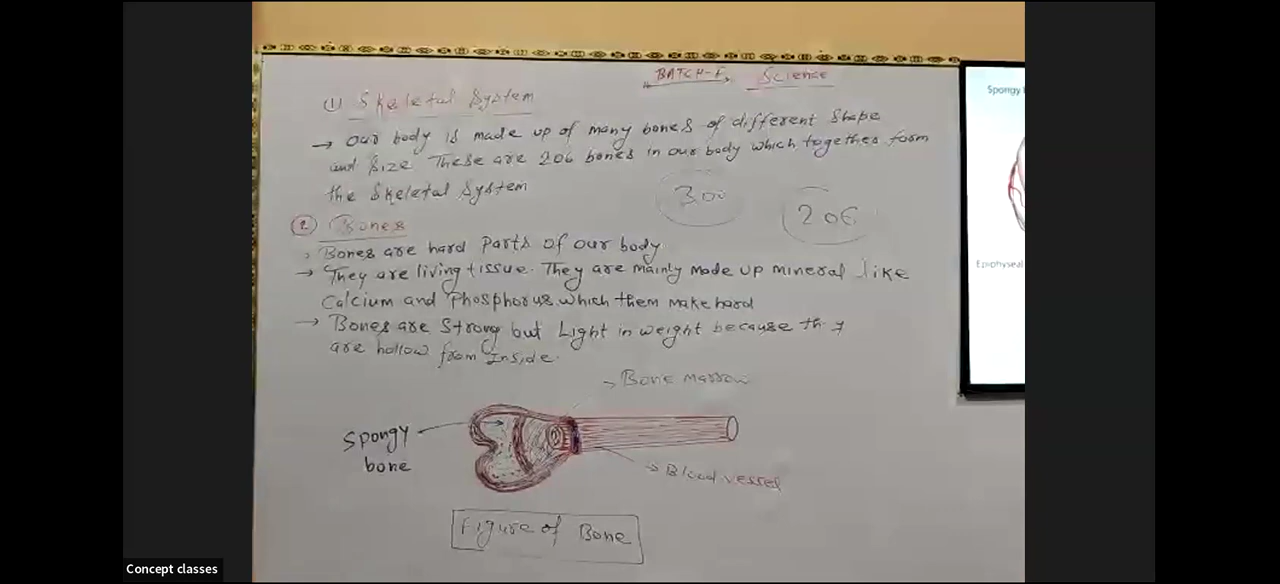 BATCH-F, Science
(1) Skeletal System
→ Our body is made up of many bones of different Shape
and Size These are 206 bones in our body which together form
the Skeletal System
300
206
(2) Bones
Bones are hard Parts of our body
→ They are living tissue. They are mainly made up mineral like
Calcium and Phosphorus which them make hard
→ Bones are Strong but Light in weight because they
are hollow from Inside.
→ Bone marrow
Spongy
bone
→ Blood vessel
Figure of Bone
Spongy
Epiphyseal
Concept classes